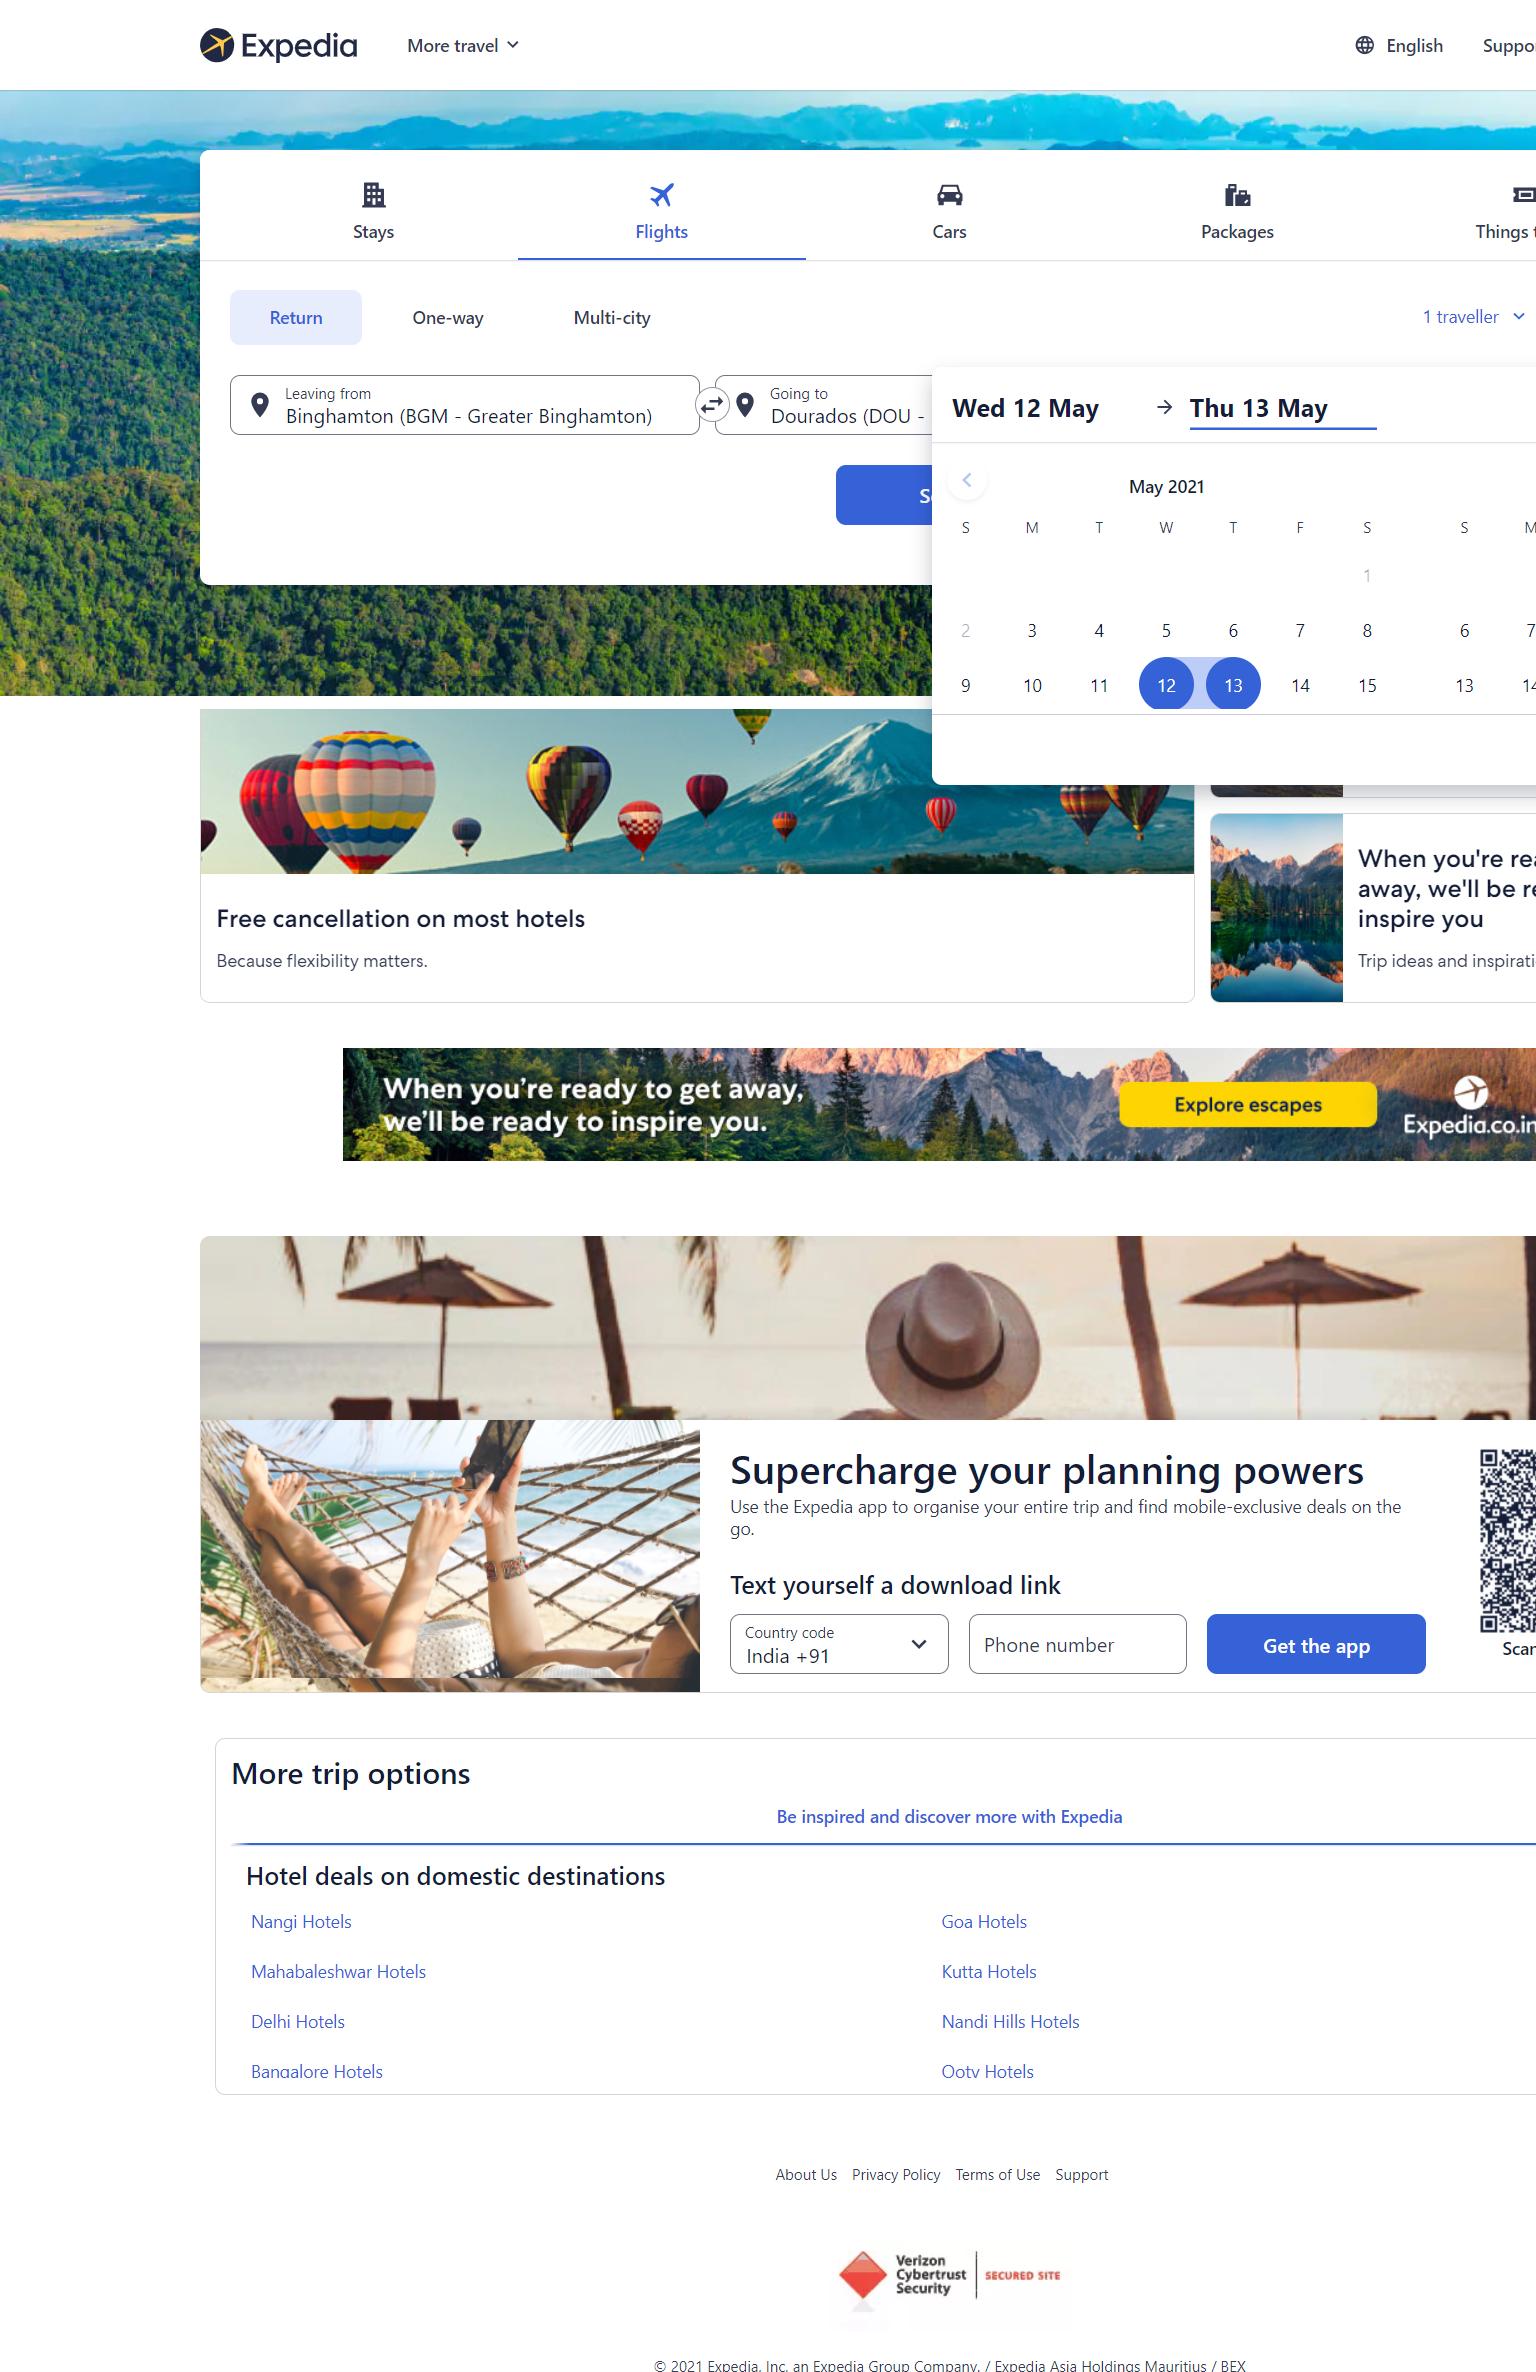 Expedia
More travel
English
Flights
Stays
Cars
Packages
Things
Return
One-way
Multi-city
1 traveller
Leaving from
Binghamton (BGM - Greater Binghamton)
Going to
Dourados (DOU -
Wed 12 May
Thu 13 May
May 2021
S M T W T F S S M
1
2 3 4 5 6 7 8 6 7
9 10 11 12 13 14 15 13 14
Free cancellation on most hotels
Because flexibility matters.
When you're
away, we'll be
inspire you
Trip ideas and
When you're ready to get away,
we'll be ready to inspire you.
Explore escapes
Expedia.co.in
Supercharge your planning powers
Use the Expedia app to organise your entire trip and find mobile-exclusive deals on the
go.
Text yourself a download link
Country code
India +91
Phone number
Get the app
More trip options
Be inspired and discover more with Expedia
Hotel deals on domestic destinations
Nangi Hotels
Goa Hotels
Mahabaleshwar Hotels
Kutta Hotels
Delhi Hotels
Nandi Hills Hotels
Bangalore Hotels
Ooty Hotels
About Us Privacy Policy Terms of Use Support
Verizon
Cybertrust
Security
SECURED SITE
© 2021 Expedia, Inc. an Expedia Group Company. / Expedia Asia Holdings Mauritius / BEX